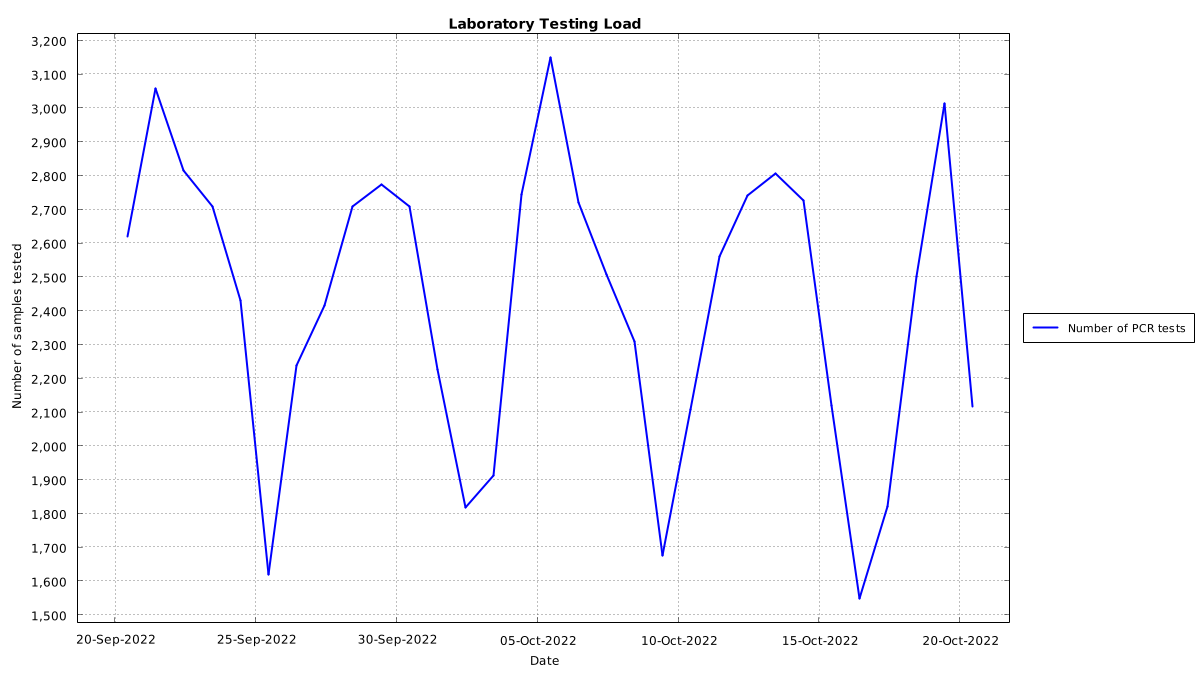 Laboratory Testing Load
3,200
3,100
3,000
2,900
2,800
2,700
2,600
2,500
2,400
2,300
2,200
2,100
2,000
1,900
1,800
1,700
1,600
1,500
Number of samples tested
20-Sep-2022
25-Sep-2022
30-Sep-2022
05-Oct-2022
10-Oct-2022
15-Oct-2022
20-Oct-2022
Date
Number of PCR tests